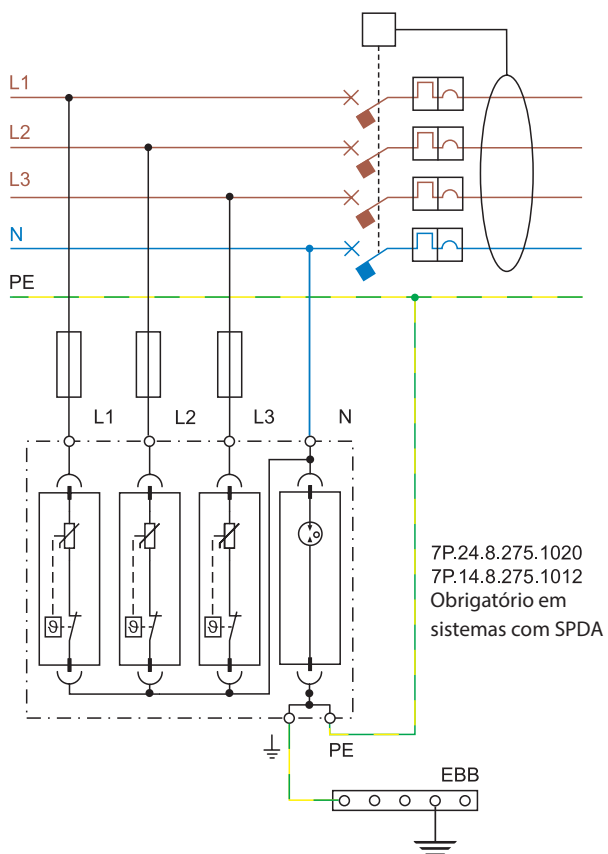 L1
L2
L3
N
PE
L1 L2 L3 N
ϑ ϑ ϑ
7P.24.8.275.1020
7P.14.8.275.1012
Obrigatório em
sistemas com SPDA
PE
EBB